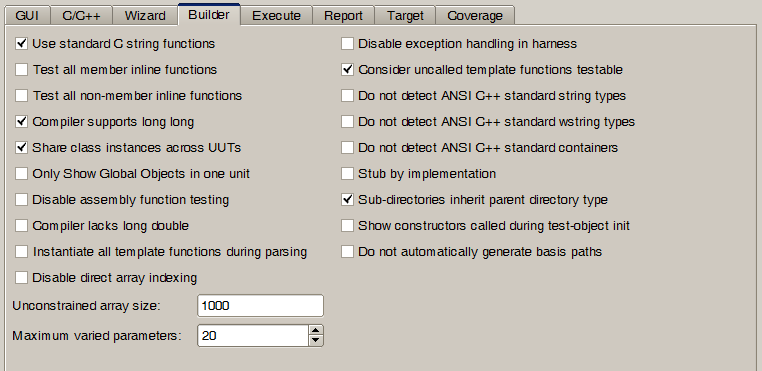 GUI C/C++ Wizard Builder Execute Report Target Coverage
Use standard C string functions
Test all member inline functions
Test all non-member inline functions
Compiler supports long long
Share class instances across UUTs
Only Show Global Objects in one unit
Disable assembly function testing
Compiler lacks long double
Instantiate all template functions during parsing
Disable direct array indexing
Disable exception handling in harness
Consider uncalled template functions testable
Do not detect ANSI C++ standard string types
Do not detect ANSI C++ standard wstring types
Do not detect ANSI C++ standard containers
Stub by implementation
Sub-directories inherit parent directory type
Show constructors called during test-object init
Do not automatically generate basis paths
Unconstrained array size: 1000
Maximum varied parameters: 20